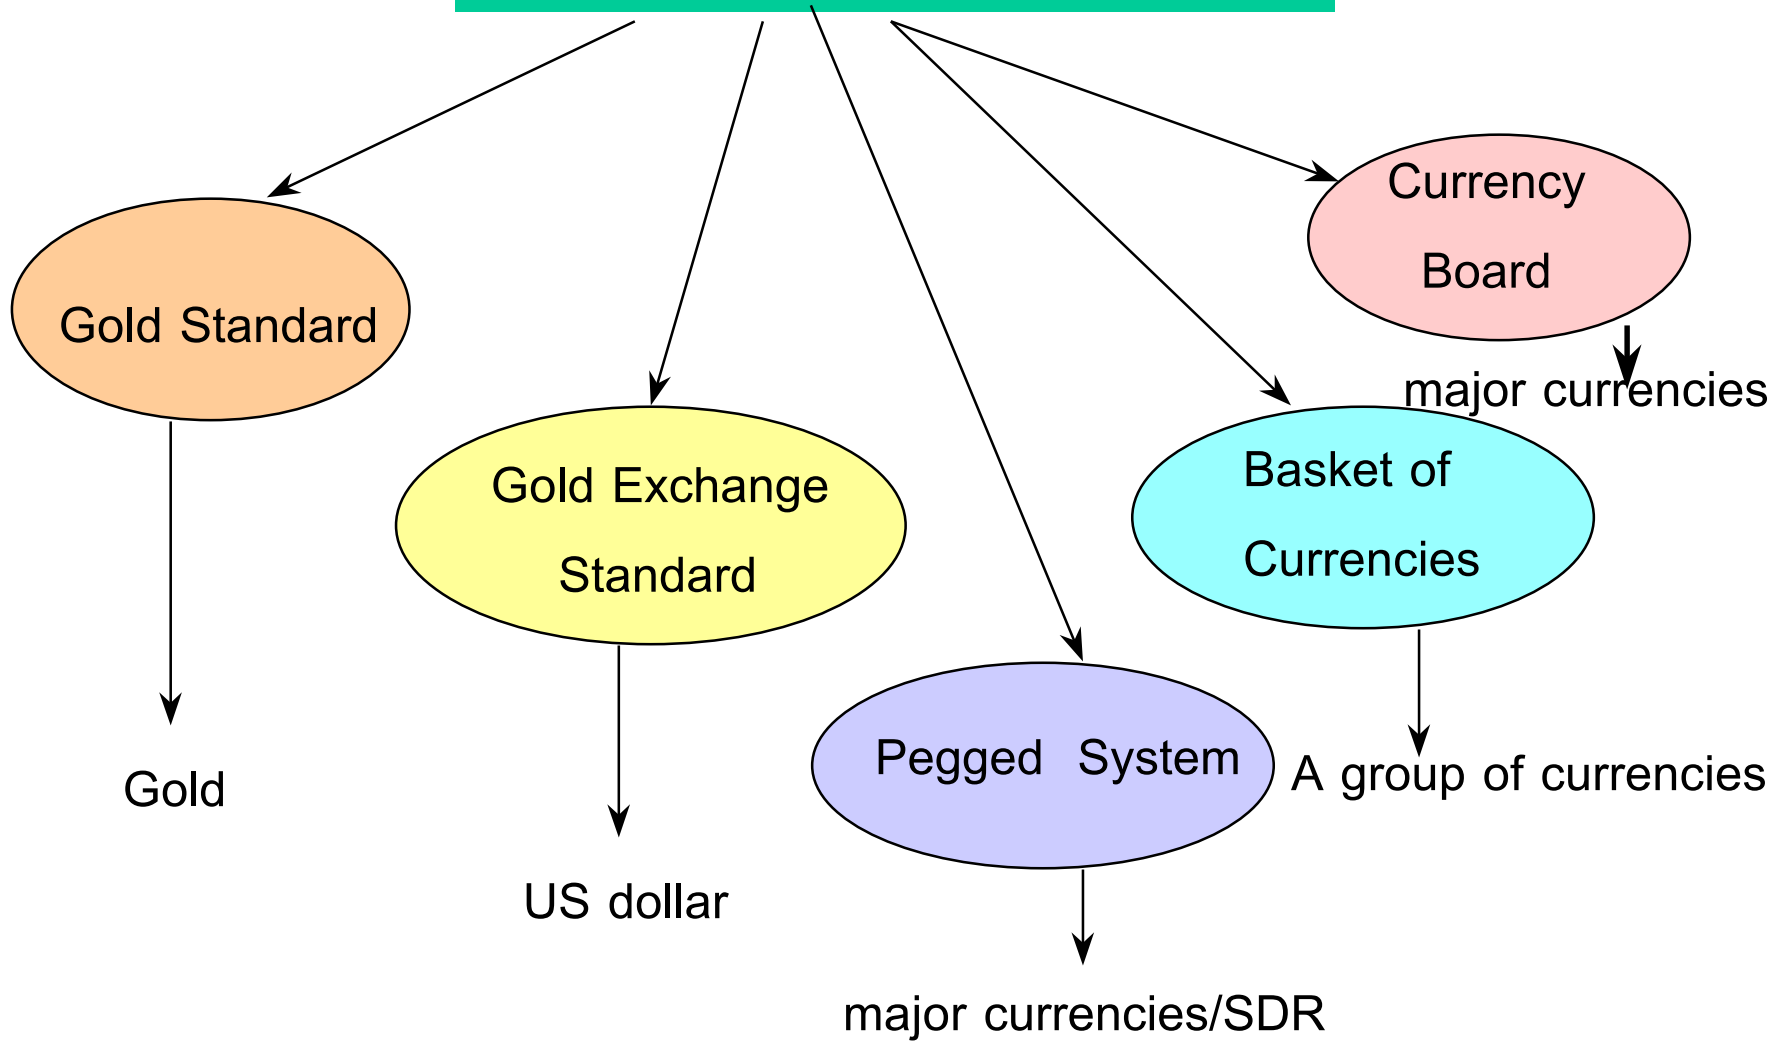 Currency
Board
major currencies
Gold Standard
Gold Exchange
Standard
Basket of
Currencies
Pegged System
A group of currencies
Gold
US dollar
major currencies/SDR